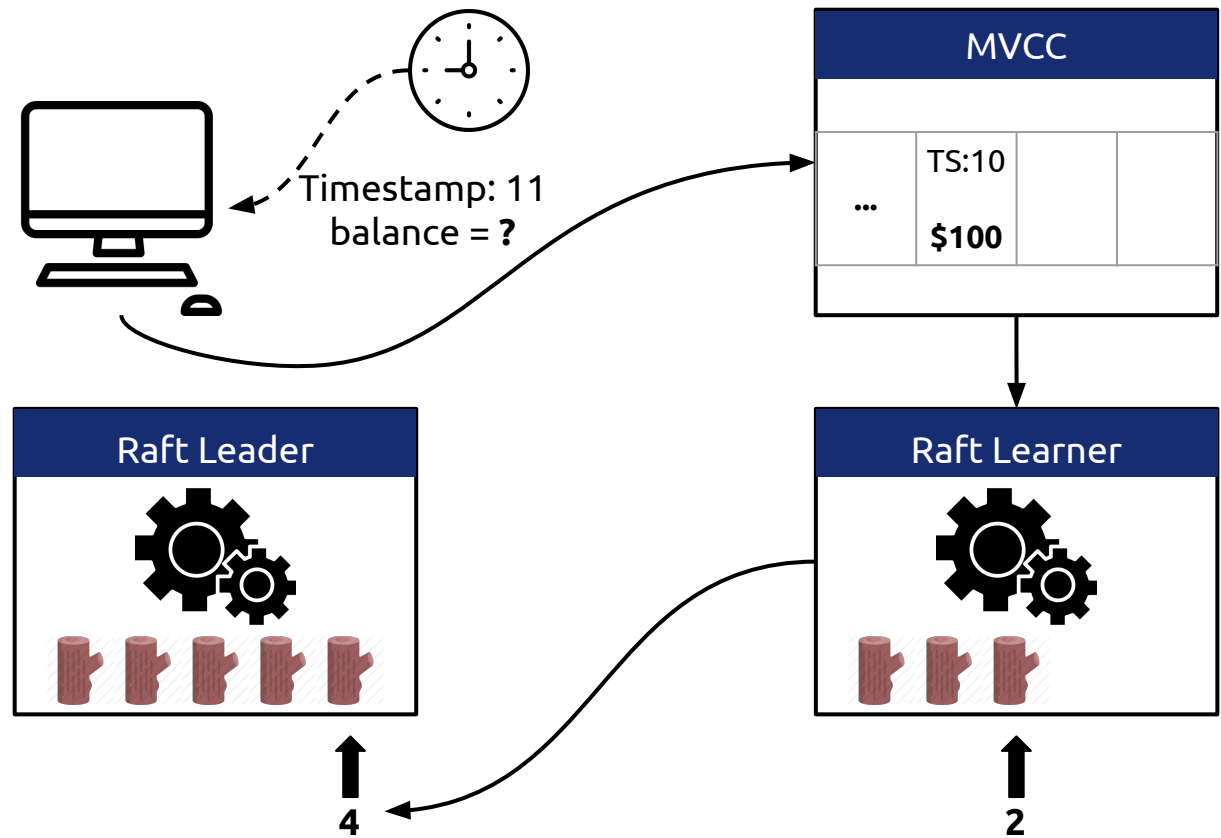 MVCC
Timestamp: 11
balance = ?
TS:10
...
$100
Raft Leader
Raft Learner
4
2